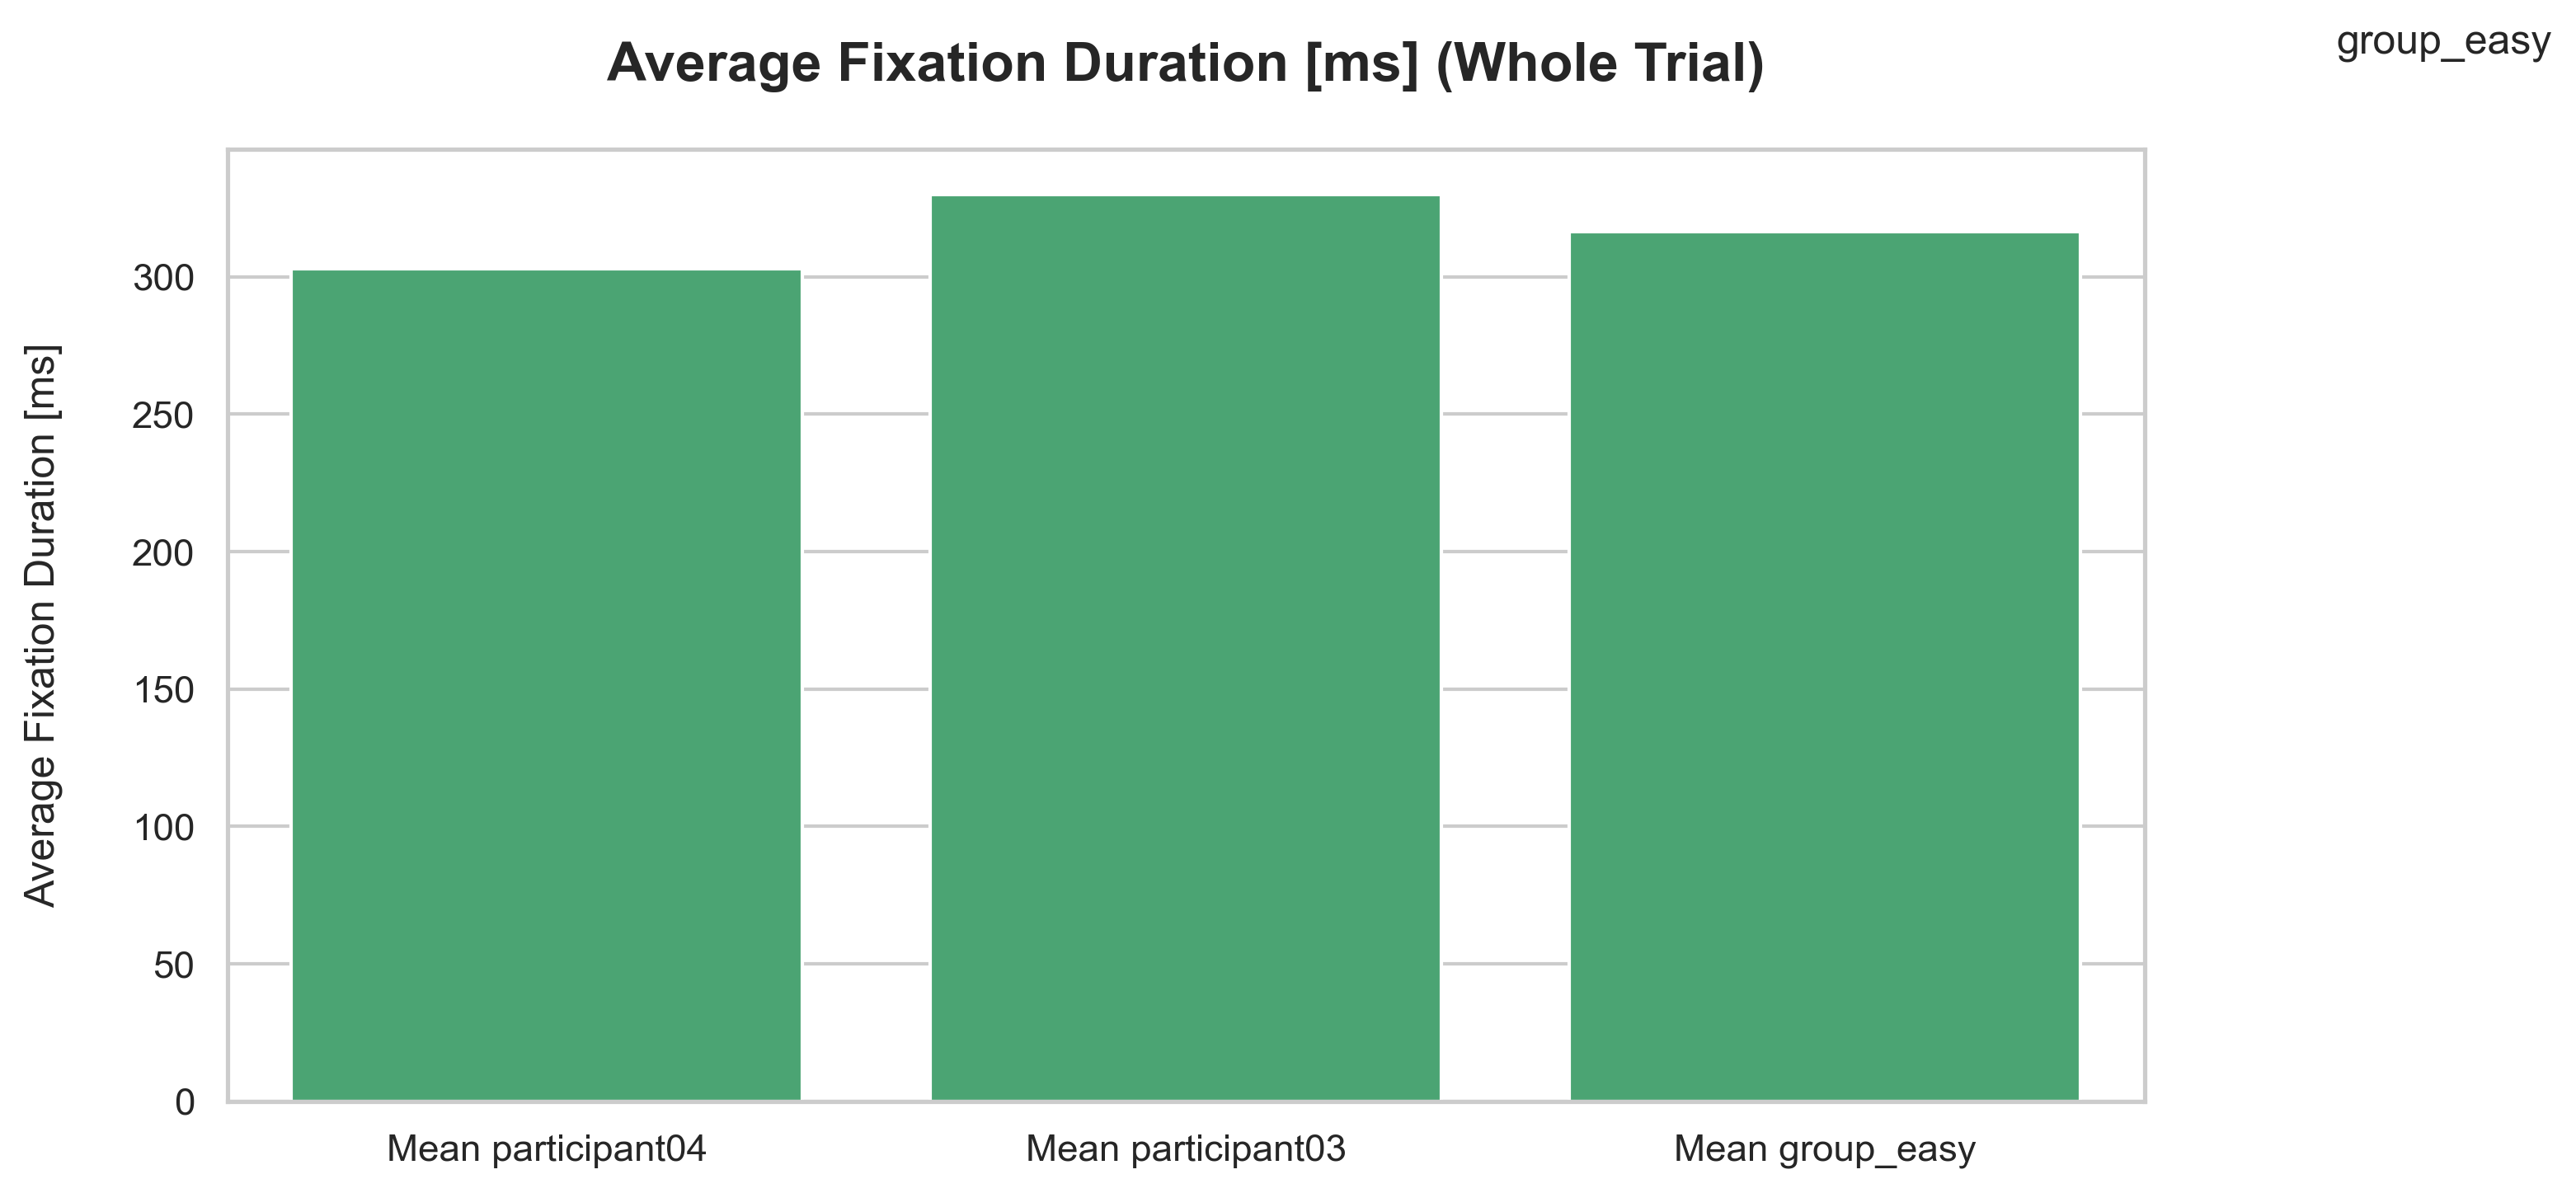 group_easy
Average Fixation Duration [ms] (Whole Trial)
Average Fixation Duration [ms]
300
250
200
150
100
50
0
Mean participant04
Mean participant03
Mean group_easy